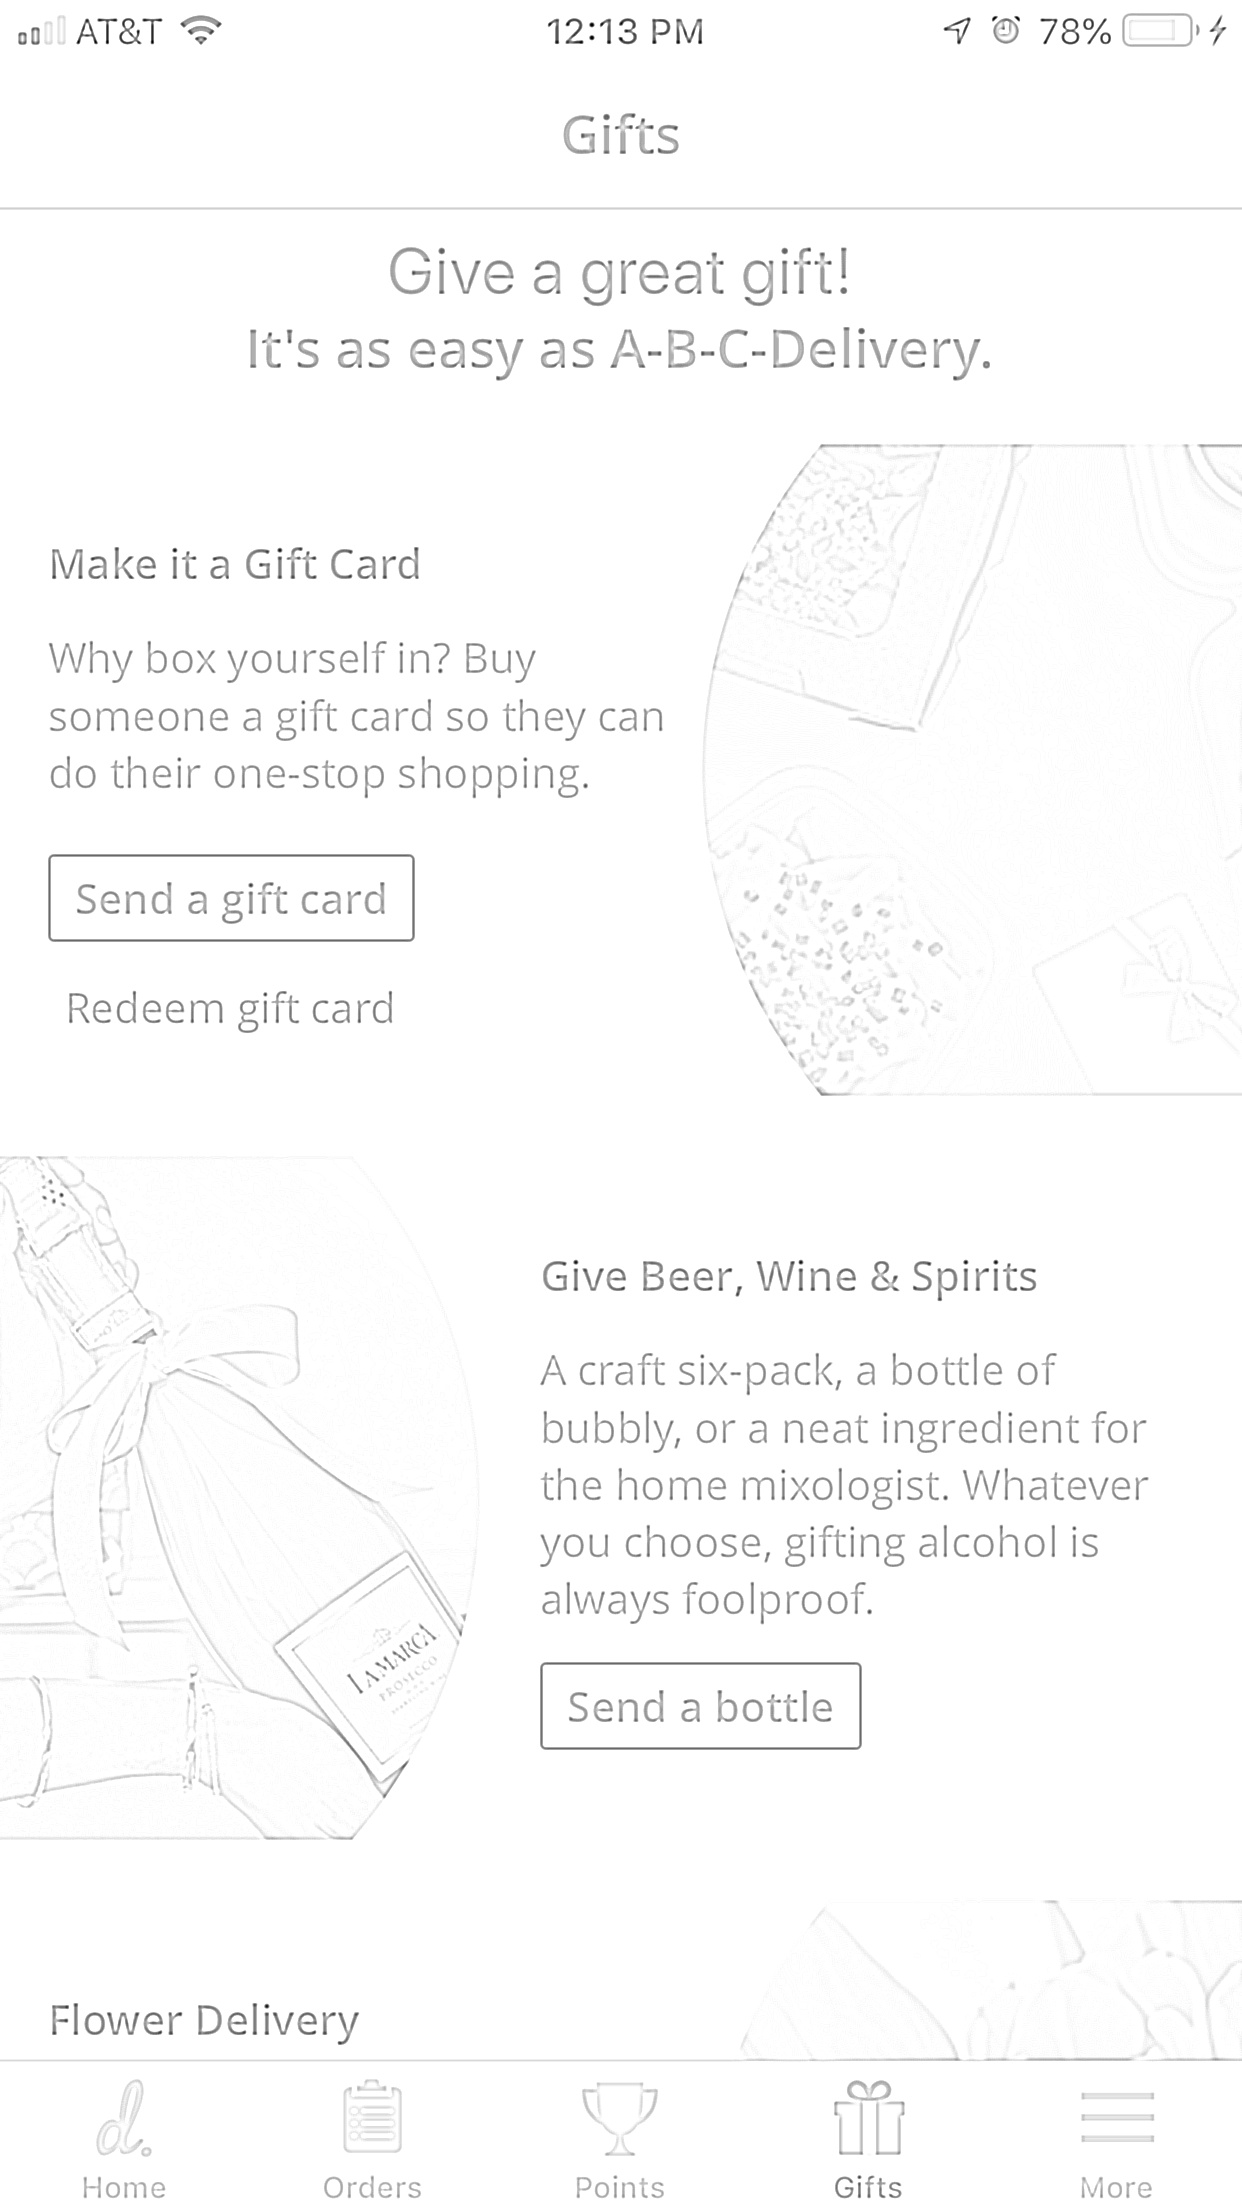 AT&T 12:13 PM 78%
Gifts
Give a great gift!
It's as easy as A-B-C-Delivery.
Make it a Gift Card
Why box yourself in? Buy
someone a gift card so they can
do their one-stop shopping.
Send a gift card
Redeem gift card
Give Beer, Wine & Spirits
A craft six-pack, a bottle of
bubbly, or a neat ingredient for
the home mixologist. Whatever
you choose, gifting alcohol is
always foolproof.
Send a bottle
LAMARCA
PROSECCO
Flower Delivery
d.
Home Orders Points Gifts More